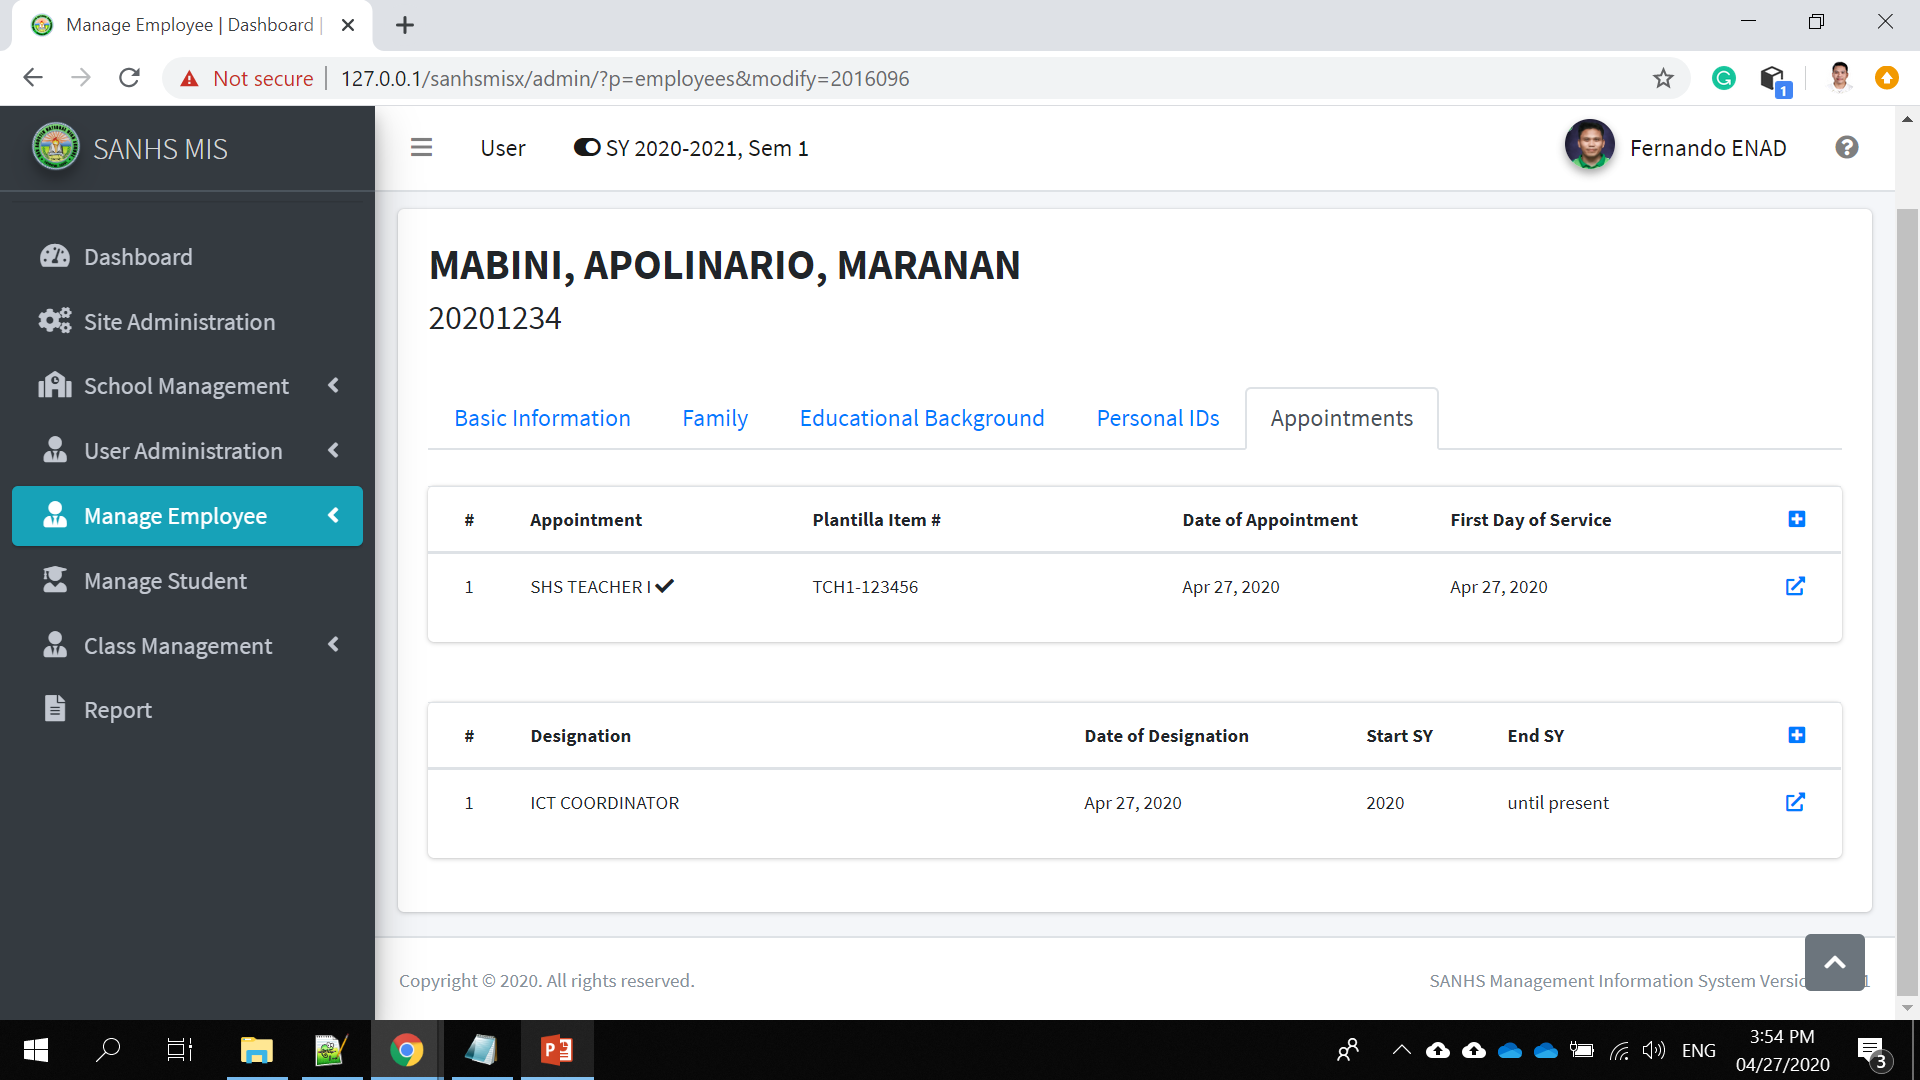 Manage Employee | Dashboard |
Not secure
127.0.0.1/sanhsmisx/admin/?p=employees&modify=2016096
1
SANHS MIS
User
SY 2020-2021, Sem 1
Fernando ENAD
Dashboard
Site Administration
School Management
User Administration
Manage Employee
Manage Student
Class Management
Report
MABINI, APOLINARIO, MARANAN
20201234
Basic Information Family Educational Background Personal IDs Appointments
# Appointment Plantilla Item # Date of Appointment First Day of Service
1 SHS TEACHER I TCH1-123456 Apr 27, 2020 Apr 27, 2020
# Designation Date of Designation Start SY End SY
1 ICT COORDINATOR Apr 27, 2020 2020 until present
Copyright © 2020. All rights reserved.
SANHS Management Information System
ENG
3:54 PM
04/27/2020
3